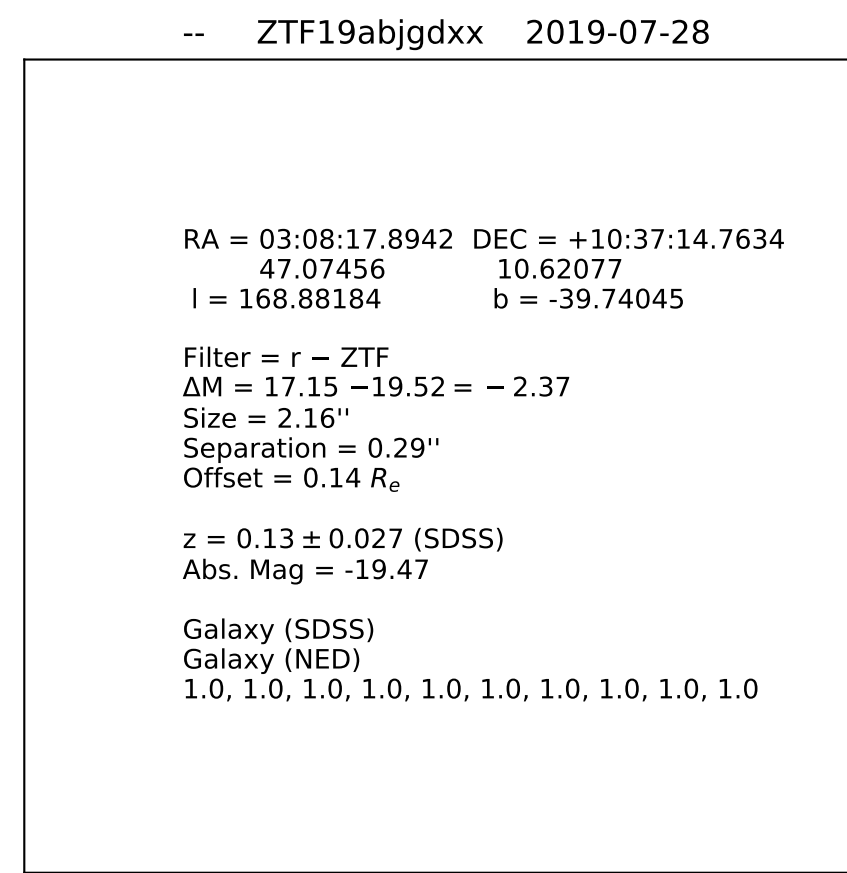 -- ZTF19abjgdxx 2019-07-28
RA = 03:08:17.8942 DEC = +10:37:14.7634
47.07456 10.62077
l = 168.88184 b = -39.74045
Filter = r − ZTF
ΔM = 17.15 −19.52 = − 2.37
Size = 2.16''
Separation = 0.29''
Offset = 0.14 Rₑ
z = 0.13 ± 0.027 (SDSS)
Abs. Mag = -19.47
Galaxy (SDSS)
Galaxy (NED)
1.0, 1.0, 1.0, 1.0, 1.0, 1.0, 1.0, 1.0, 1.0, 1.0